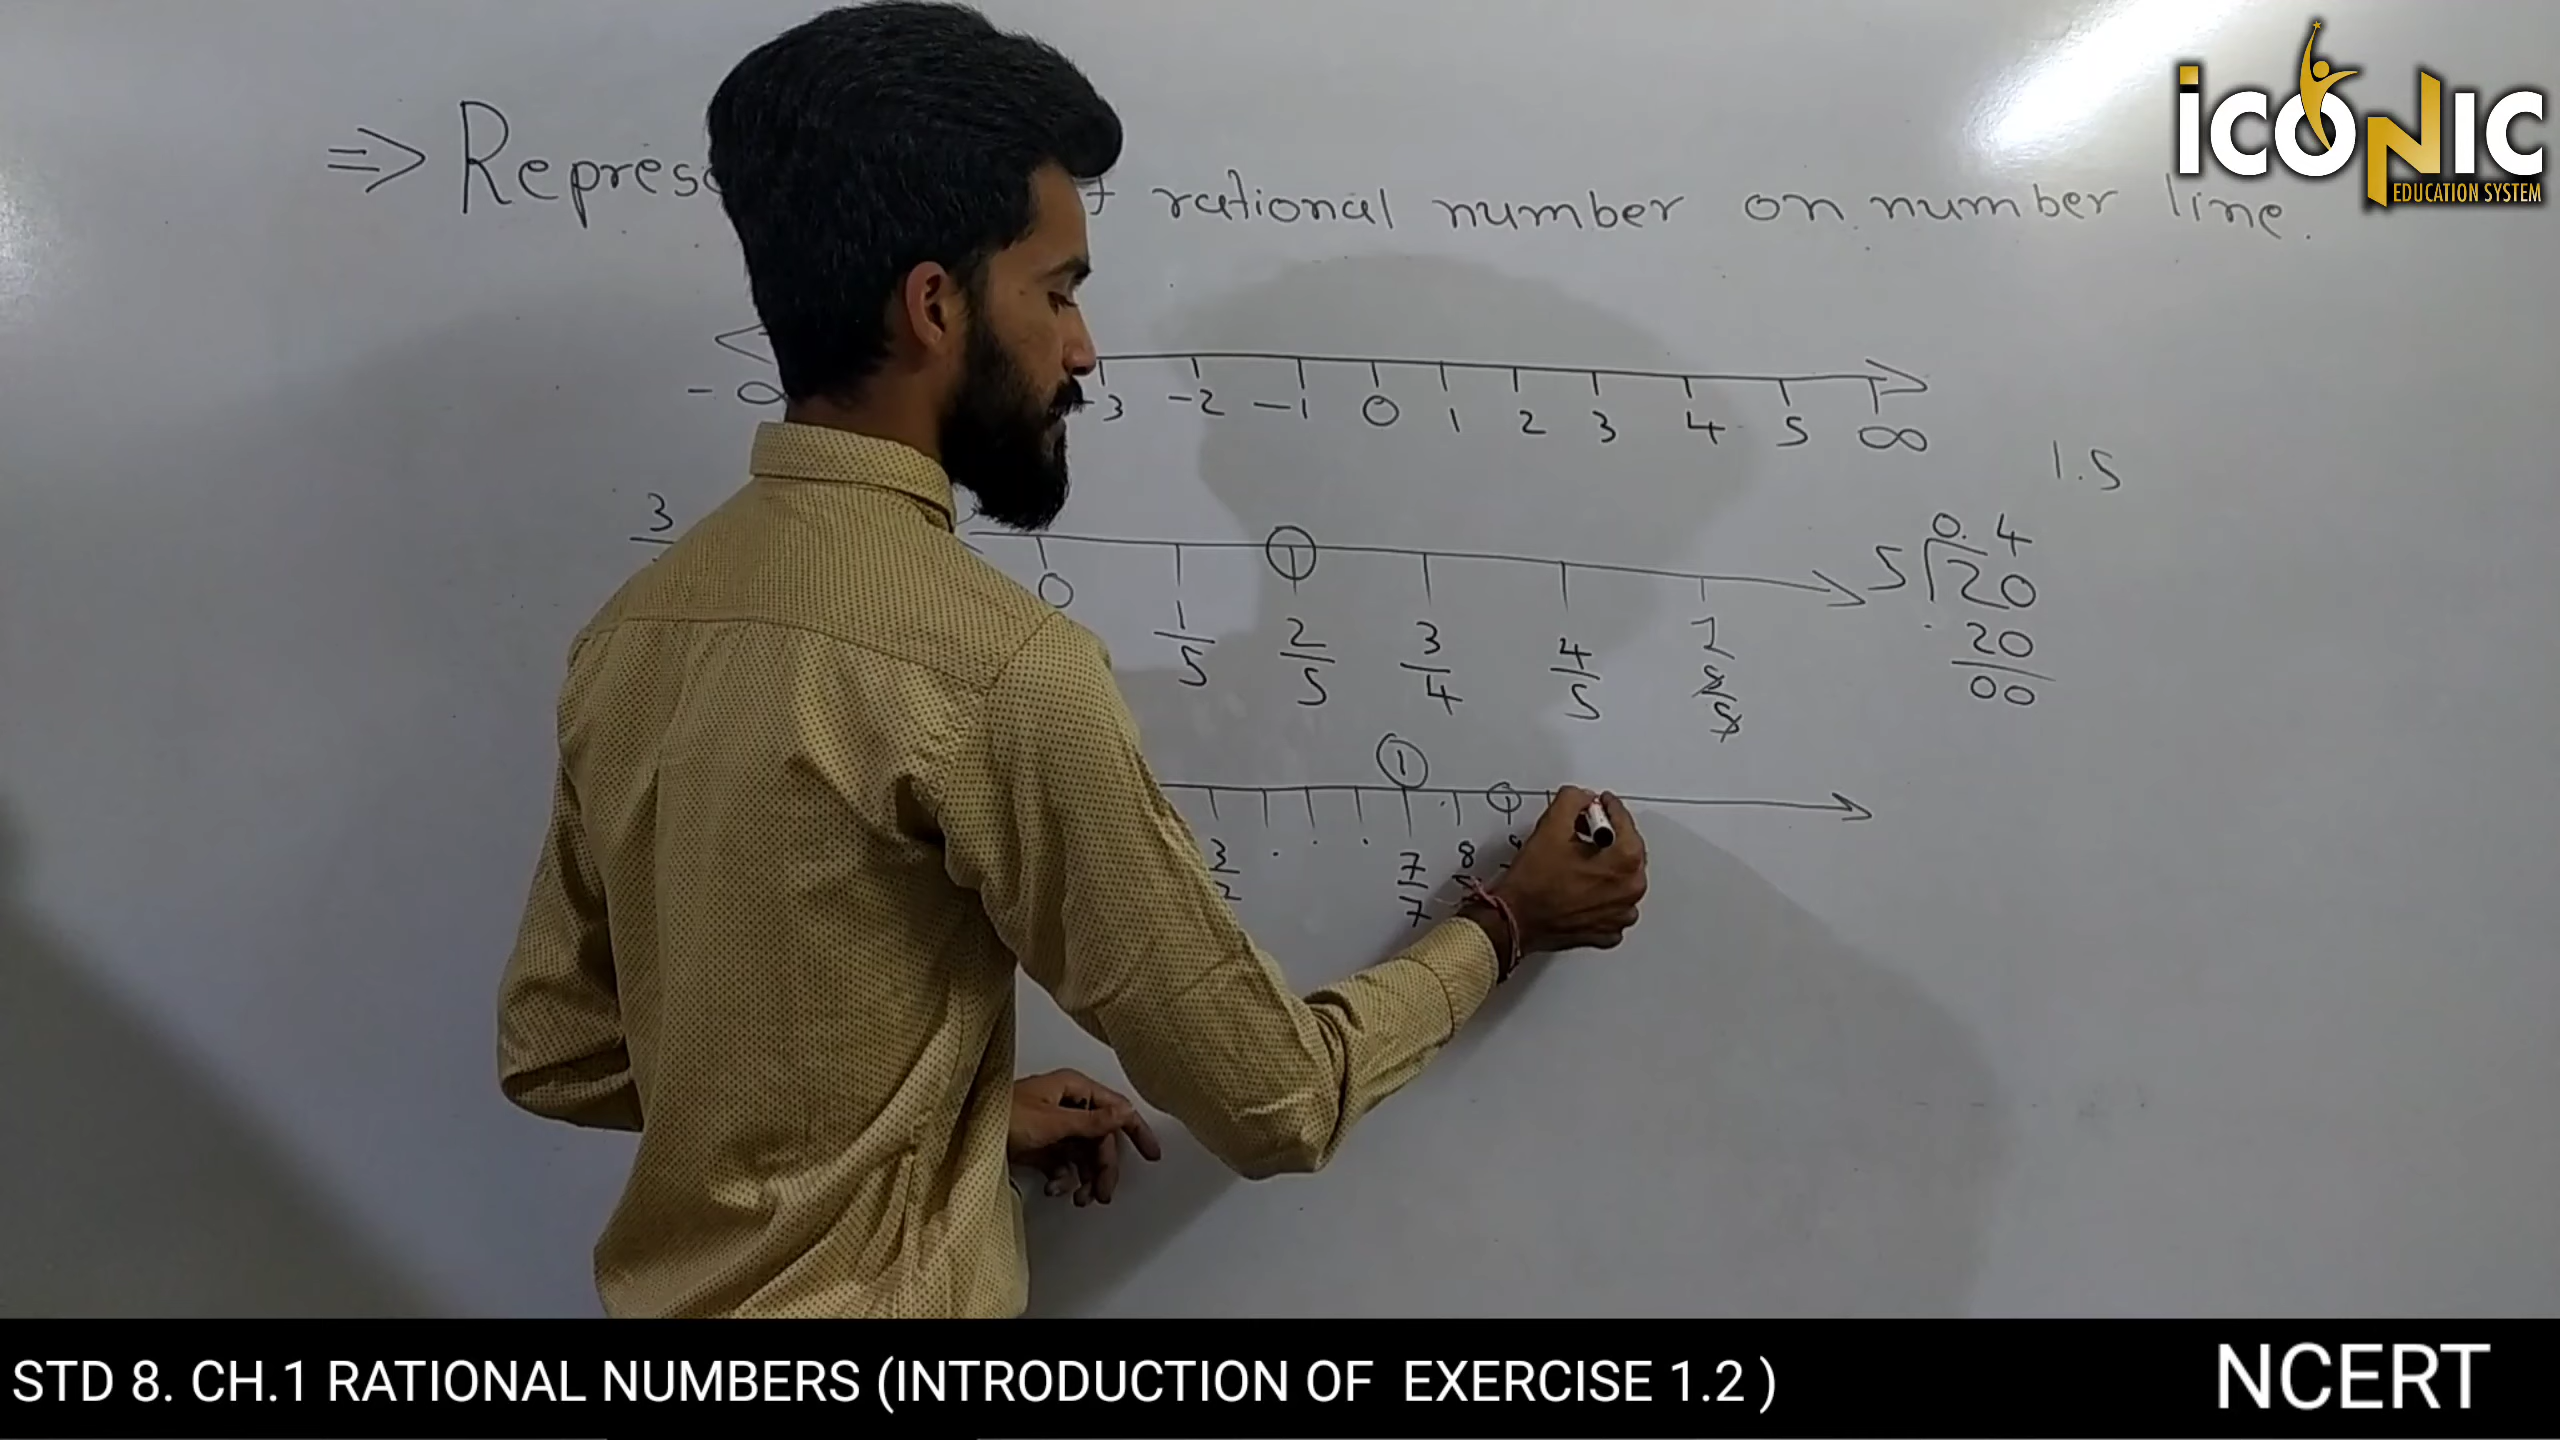 iCONIC
EDUCATION SYSTEM
=> Represe rational number on number line.
-3 -2 -1 0 1 2 3 4 5 ∞
1.5
3
0 1/5 2/5 3/4 4/5 1 5/5
0.4
5 20
20
00
1
3 . . . 7/7 8
STD 8. CH.1 RATIONAL NUMBERS (INTRODUCTION OF EXERCISE 1.2 )
NCERT